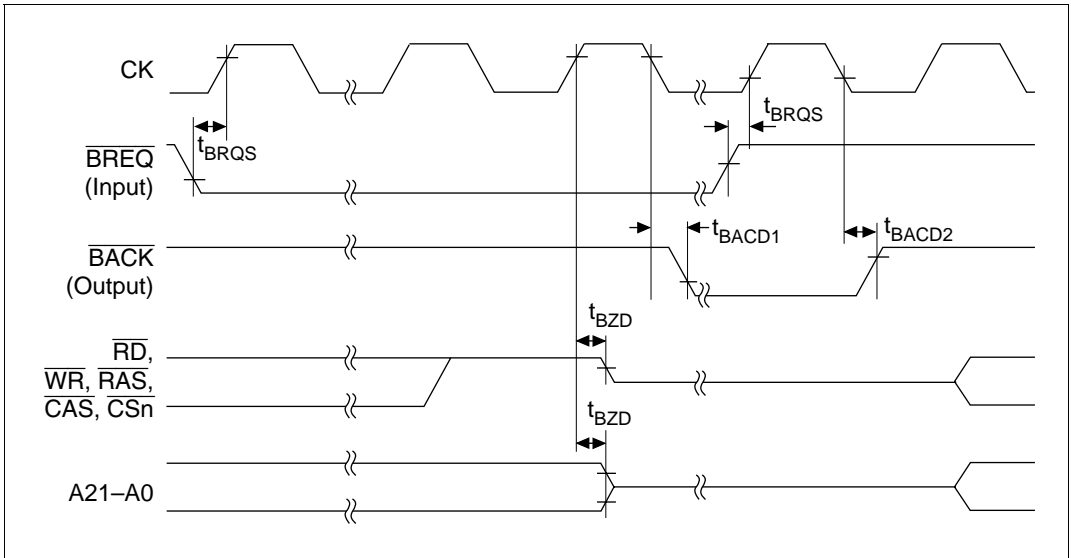 CK
tBRQS
tBRQS
BREQ
(Input)
tBACD1
tBACD2
BACK
(Output)
tBZD
RD,
WR, RAS,
CAS, CSn
tBZD
A21–A0